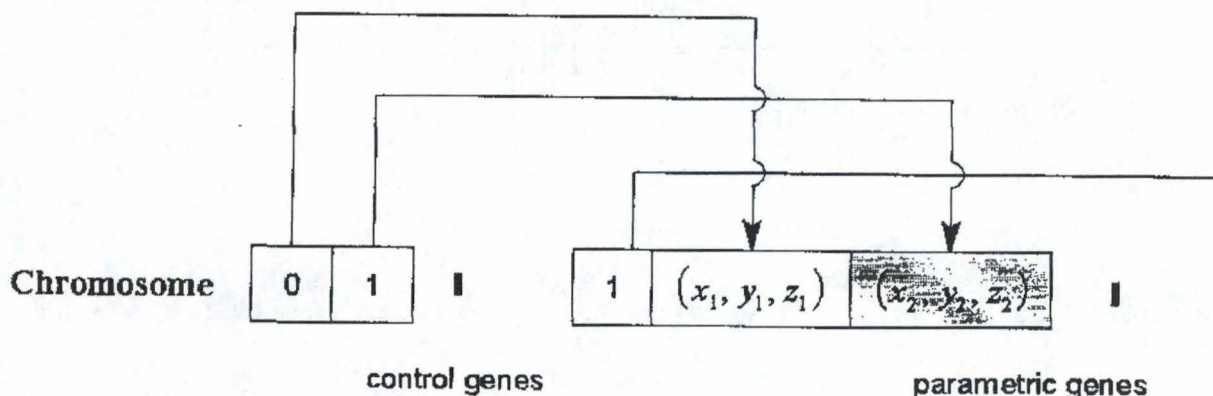 Chromosome 0 1 1 (x₁, y₁, z₁) (x₂, y₂, z₂)
control genes parametric genes